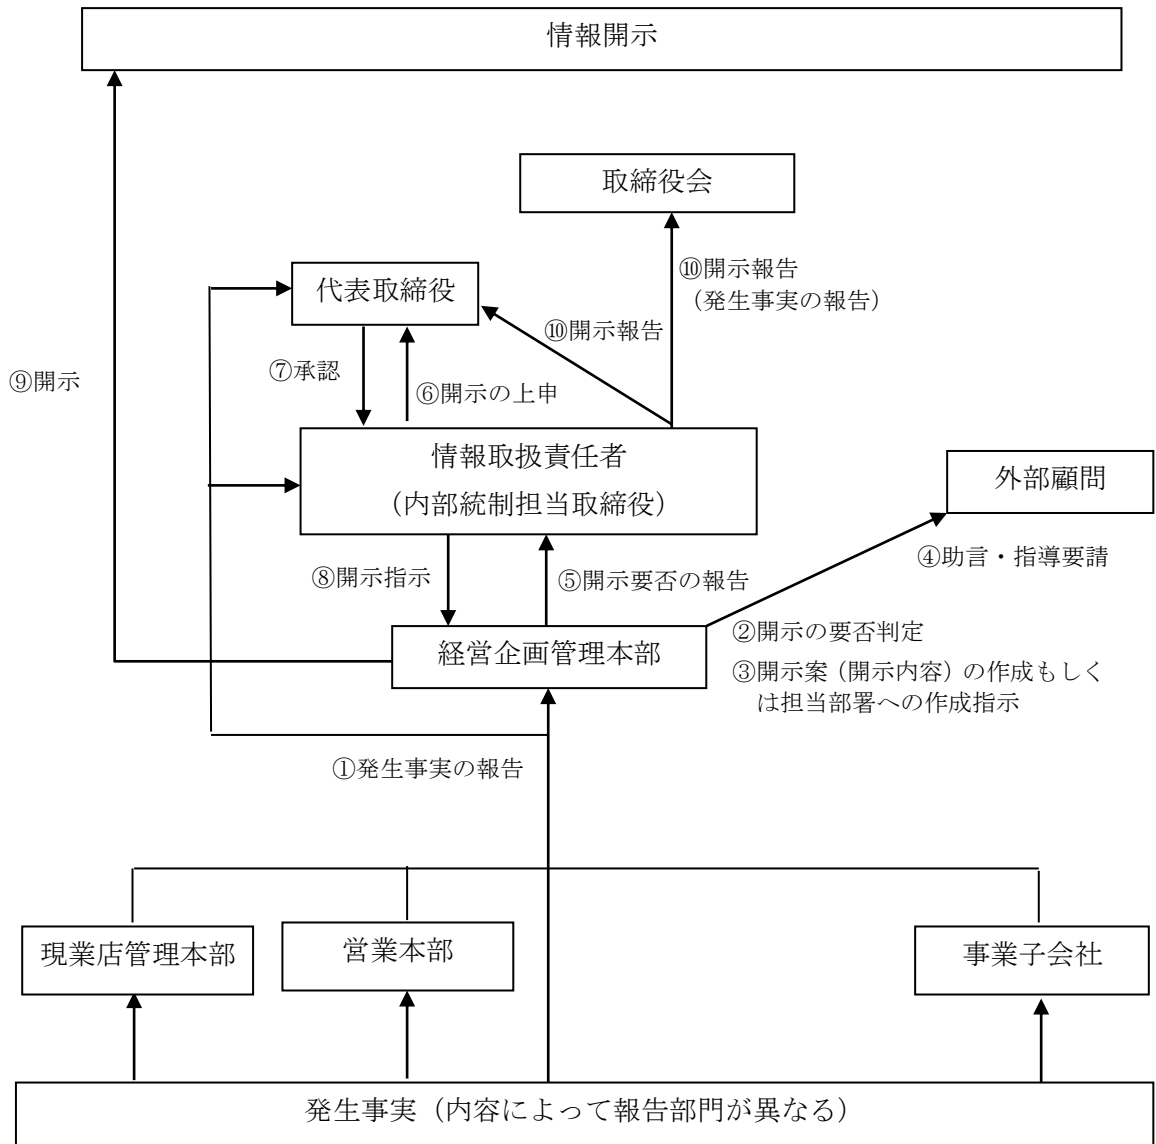 情報開示
取締役会
⑩開示報告
（発生事実の報告）
代表取締役
⑩開示報告
⑦承認
⑨開示
⑥開示の上申
情報取扱責任者
（内部統制担当取締役）
外部顧問
④助言・指導要請
⑧開示指示
⑤開示要否の報告
②開示の要否判定
経営企画管理本部
③開示案（開示内容）の作成もしく
は担当部署への作成指示
①発生事実の報告
現業店管理本部
営業本部
事業子会社
発生事実（内容によって報告部門が異なる）